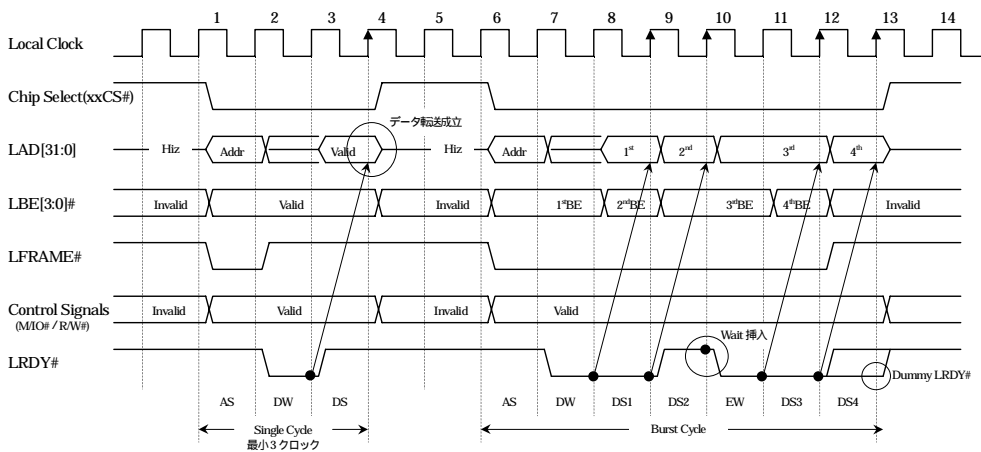 1 2 3 4 5 6 7 8 9 10 11 12 13 14
Local Clock
Chip Select(xxCS#)
データ転送成立
LAD[31:0] Hiz Addr Valid Hiz Addr 1st 2nd 3rd 4th
LBE[3:0]# Invalid Valid Invalid 1stBE 2ndBE 3rdBE 4thBE Invalid
LFRAME#
Control Signals Invalid Valid Invalid Valid
(M/IO# / R/W#)
Wait 挿入
LRDY#
Dummy LRDY#
AS DW DS AS DW DS1 DS2 EW DS3 DS4
Single Cycle Burst Cycle
最小3クロック